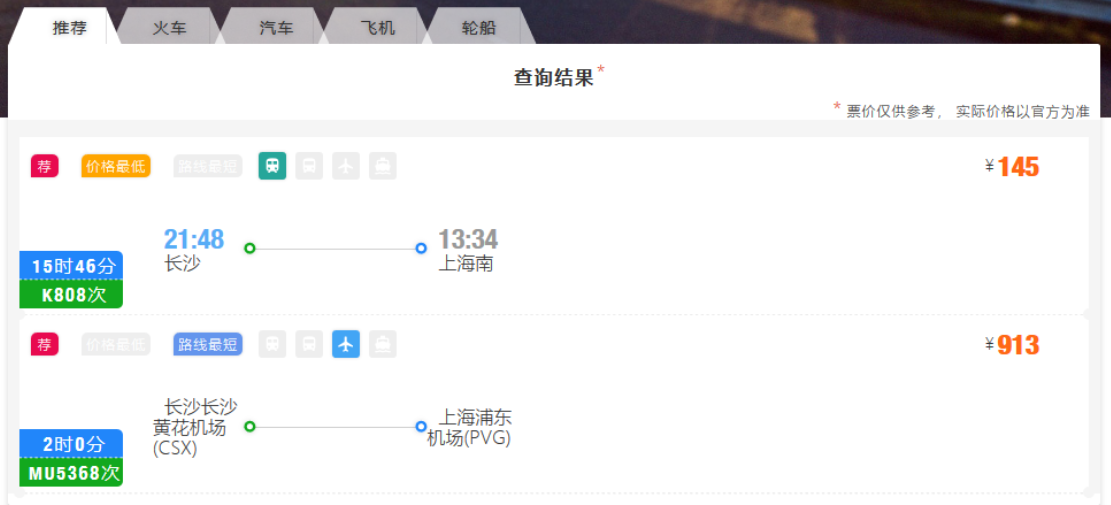 推荐 火车 汽车 飞机 轮船
查询结果*
* 票价仅供参考， 实际价格以官方为准
荐 价格最低 路线最短 ¥145
21:48 13:34
长沙 上海南
15时46分
K808次
荐 价格最低 路线最短 ¥913
长沙长沙
黄花机场
(CSX)
上海浦东
机场(PVG)
2时0分
MU5368次